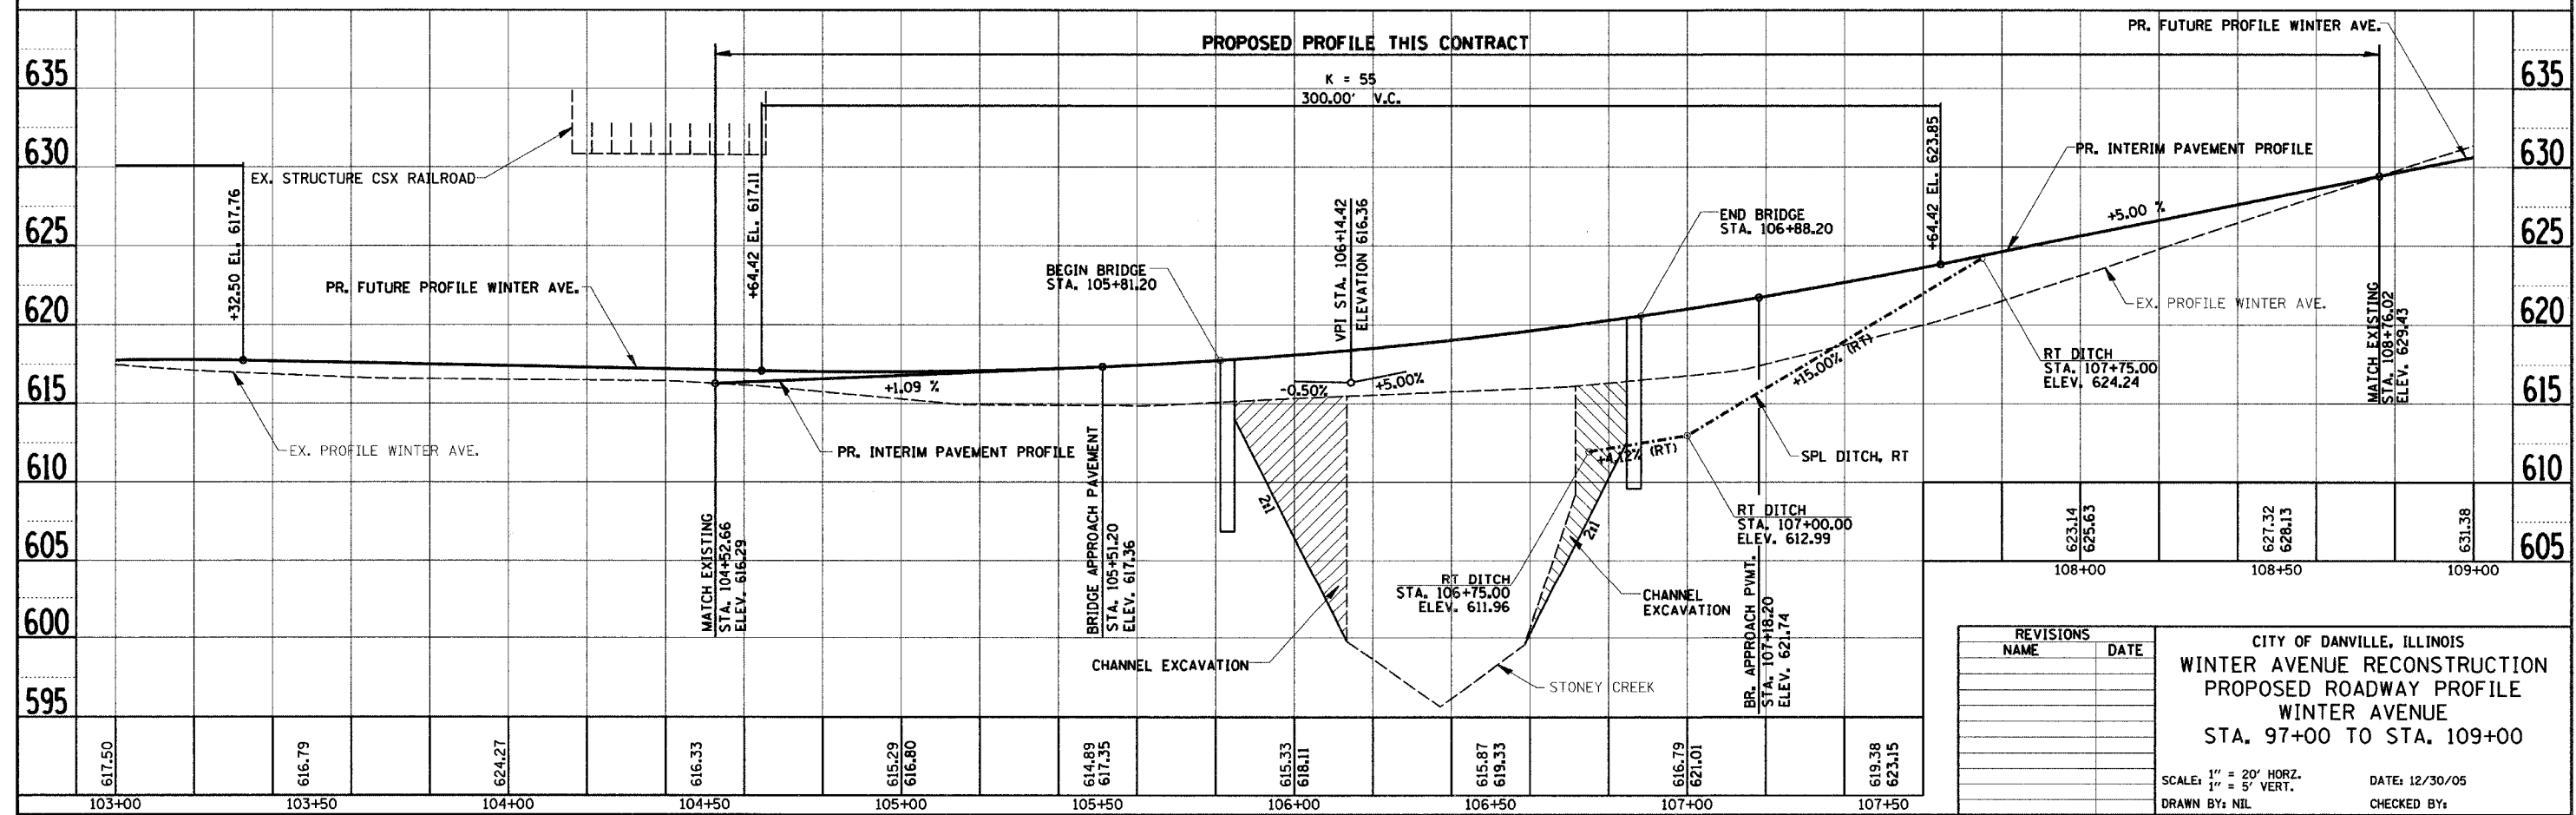 PROPOSED PROFILE THIS CONTRACT
PR. FUTURE PROFILE WINTER AVE.
K = 55
300.00' V.C.
635
630
625
620
615
610
605
600
595
635
630
625
620
615
610
605
EX. STRUCTURE CSX RAILROAD
+32.50 EL. 617.76
PR. FUTURE PROFILE WINTER AVE.
+64.42 EL. 617.11
BEGIN BRIDGE
STA. 105+81.20
VPI STA. 106+14.42
ELEVATION 616.36
END BRIDGE
STA. 106+88.20
+64.42 EL. 623.85
PR. INTERIM PAVEMENT PROFILE
+5.00 %
EX. PROFILE WINTER AVE.
MATCH EXISTING
STA. 108+76.02
ELEV. 629.43
RT DITCH
STA. 107+75.00
ELEV. 624.24
+15.00% (RT)
+1.09 %
-0.50%
+5.00%
EX. PROFILE WINTER AVE.
PR. INTERIM PAVEMENT PROFILE
+4.12% (RT)
SPL DITCH, RT
2:1
2:1
MATCH EXISTING
STA. 104+52.66
ELEV. 616.29
BRIDGE APPROACH PAVEMENT
STA. 105+51.20
ELEV. 617.36
RT DITCH
STA. 107+00.00
ELEV. 612.99
RT DITCH
STA. 106+75.00
ELEV. 611.96
CHANNEL
EXCAVATION
CHANNEL EXCAVATION
STONEY CREEK
BR. APPROACH PVMT.
STA. 107+18.20
ELEV. 621.74
623.14
625.63
627.32
628.13
631.38
108+00
108+50
109+00
617.50
616.79
624.27
616.33
615.29
616.80
614.89
617.35
615.33
618.11
615.87
619.33
616.79
621.01
619.38
623.15
103+00
103+50
104+00
104+50
105+00
105+50
106+00
106+50
107+00
107+50
REVISIONS
NAME
DATE
CITY OF DANVILLE, ILLINOIS
WINTER AVENUE RECONSTRUCTION
PROPOSED ROADWAY PROFILE
WINTER AVENUE
STA. 97+00 TO STA. 109+00
SCALE: 1" = 20' HORZ.
1" = 5' VERT.
DATE: 12/30/05
DRAWN BY: NIL
CHECKED BY: